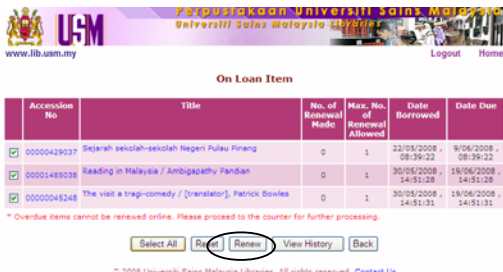 Perpustakaan Universiti Sains Malaysia
Universiti Sains Malaysia Libraries
USM
www.lib.usm.my
Logout Home
On Loan Item
Accession No Title No. of Renewal Made Max. No. of Renewal Allowed Date Borrowed Date Due
00000429037 Sejarah sekolah-sekolah Negeri Pulau Pinang 0 1 22/05/2008 , 08:39:22 9/06/2008 , 08:39:22
00001485038 Reading in Malaysia / Ambigapathy Pandian 0 1 30/05/2008 , 14:51:28 19/06/2008 , 14:51:28
00000045248 The visit a tragi-comedy / [translator], Patrick Bowles 0 1 30/05/2008 , 14:51:31 19/06/2008 , 14:51:31
* Overdue items cannot be renewed online. Please proceed to the counter for further processing.
Select All Reset Renew View History Back
© 2008 Universiti Sains Malaysia Libraries. All rights reserved. Contact Us